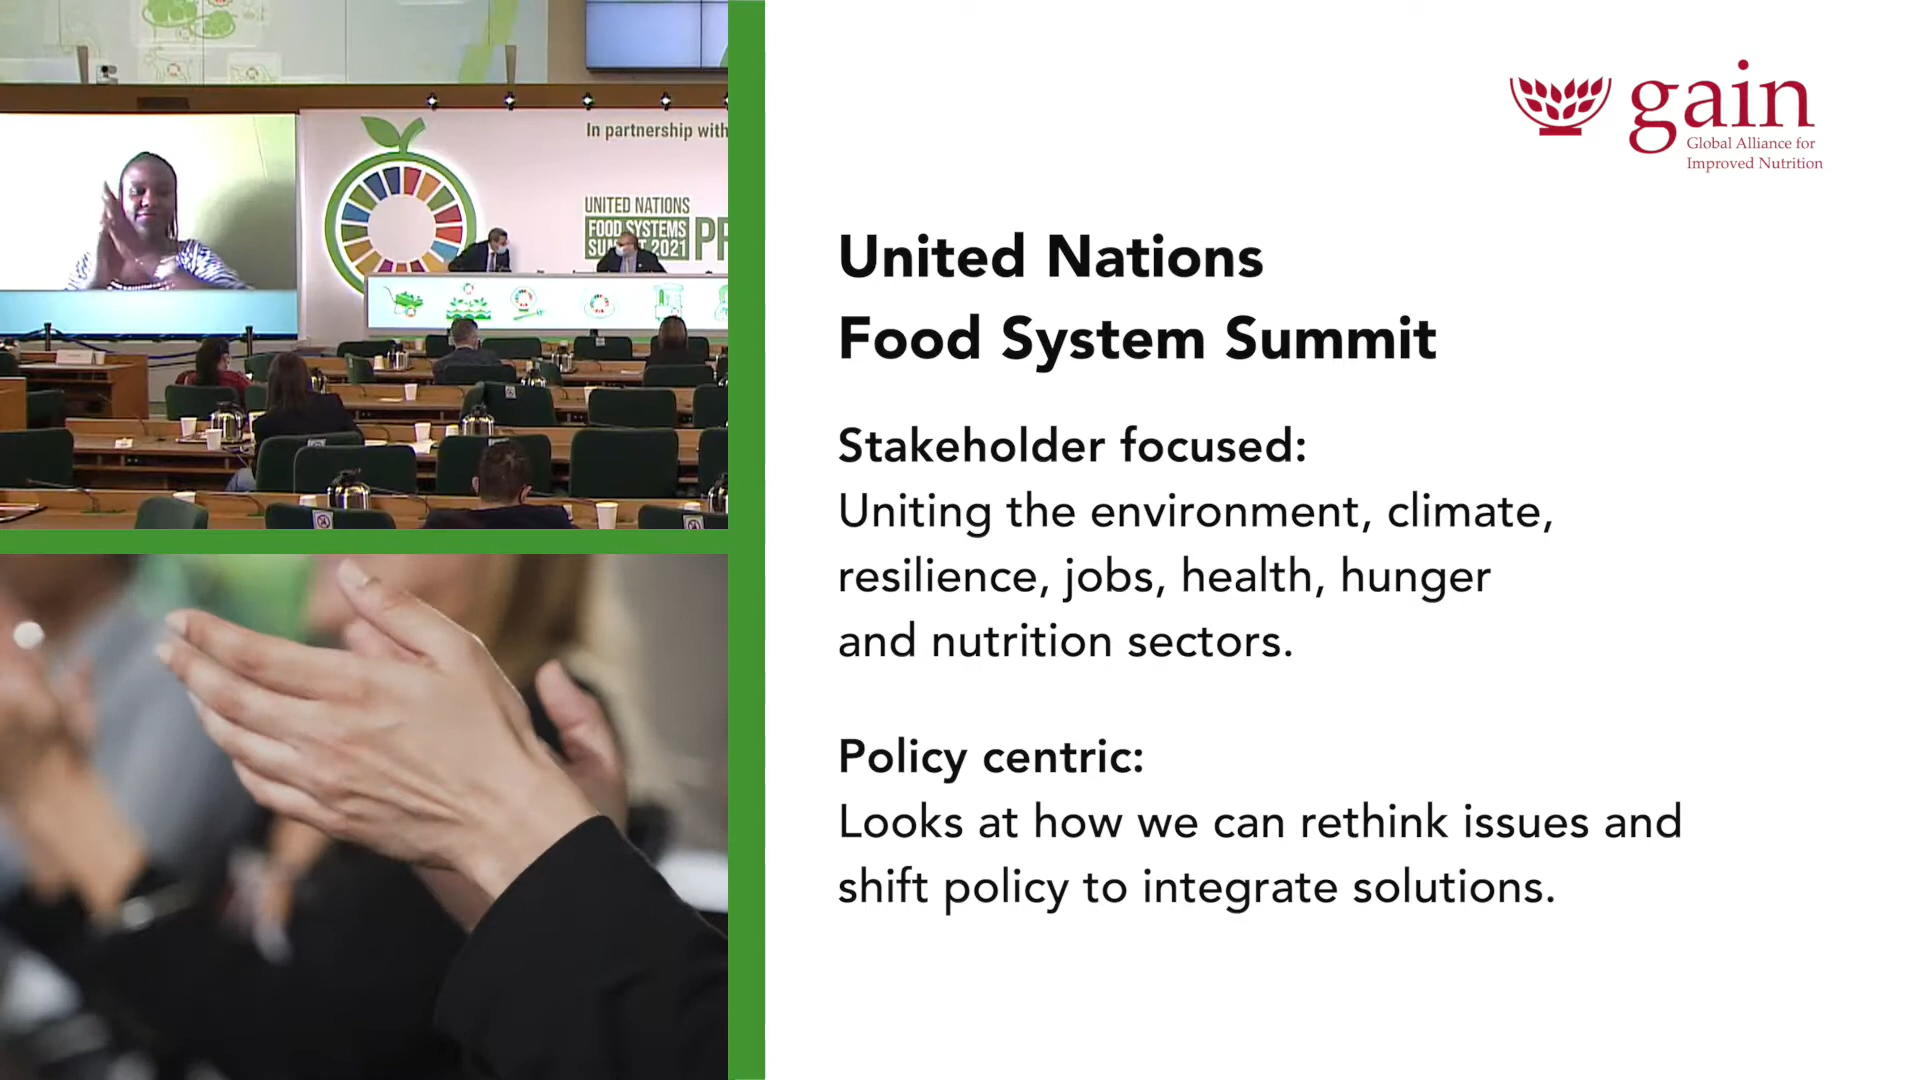 In partnership with
UNITED NATIONS
FOOD SYSTEMS
2021
gain
Global Alliance for
Improved Nutrition
United Nations
Food System Summit
Stakeholder focused:
Uniting the environment, climate,
resilience, jobs, health, hunger
and nutrition sectors.
Policy centric:
Looks at how we can rethink issues and
shift policy to integrate solutions.